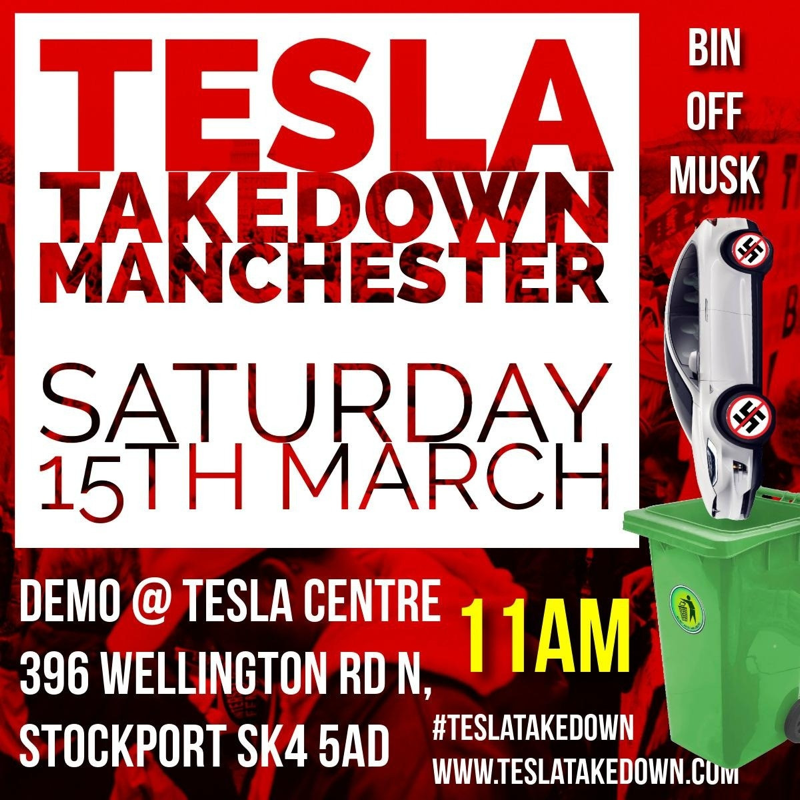 TESLA
TAKEDOWN
MANCHESTER
SATURDAY
15TH MARCH
BIN
OFF
MUSK
DEMO @ TESLA CENTRE
396 WELLINGTON RD N,
STOCKPORT SK4 5AD
11AM
#TESLATAKEDOWN
WWW.TESLATAKEDOWN.COM